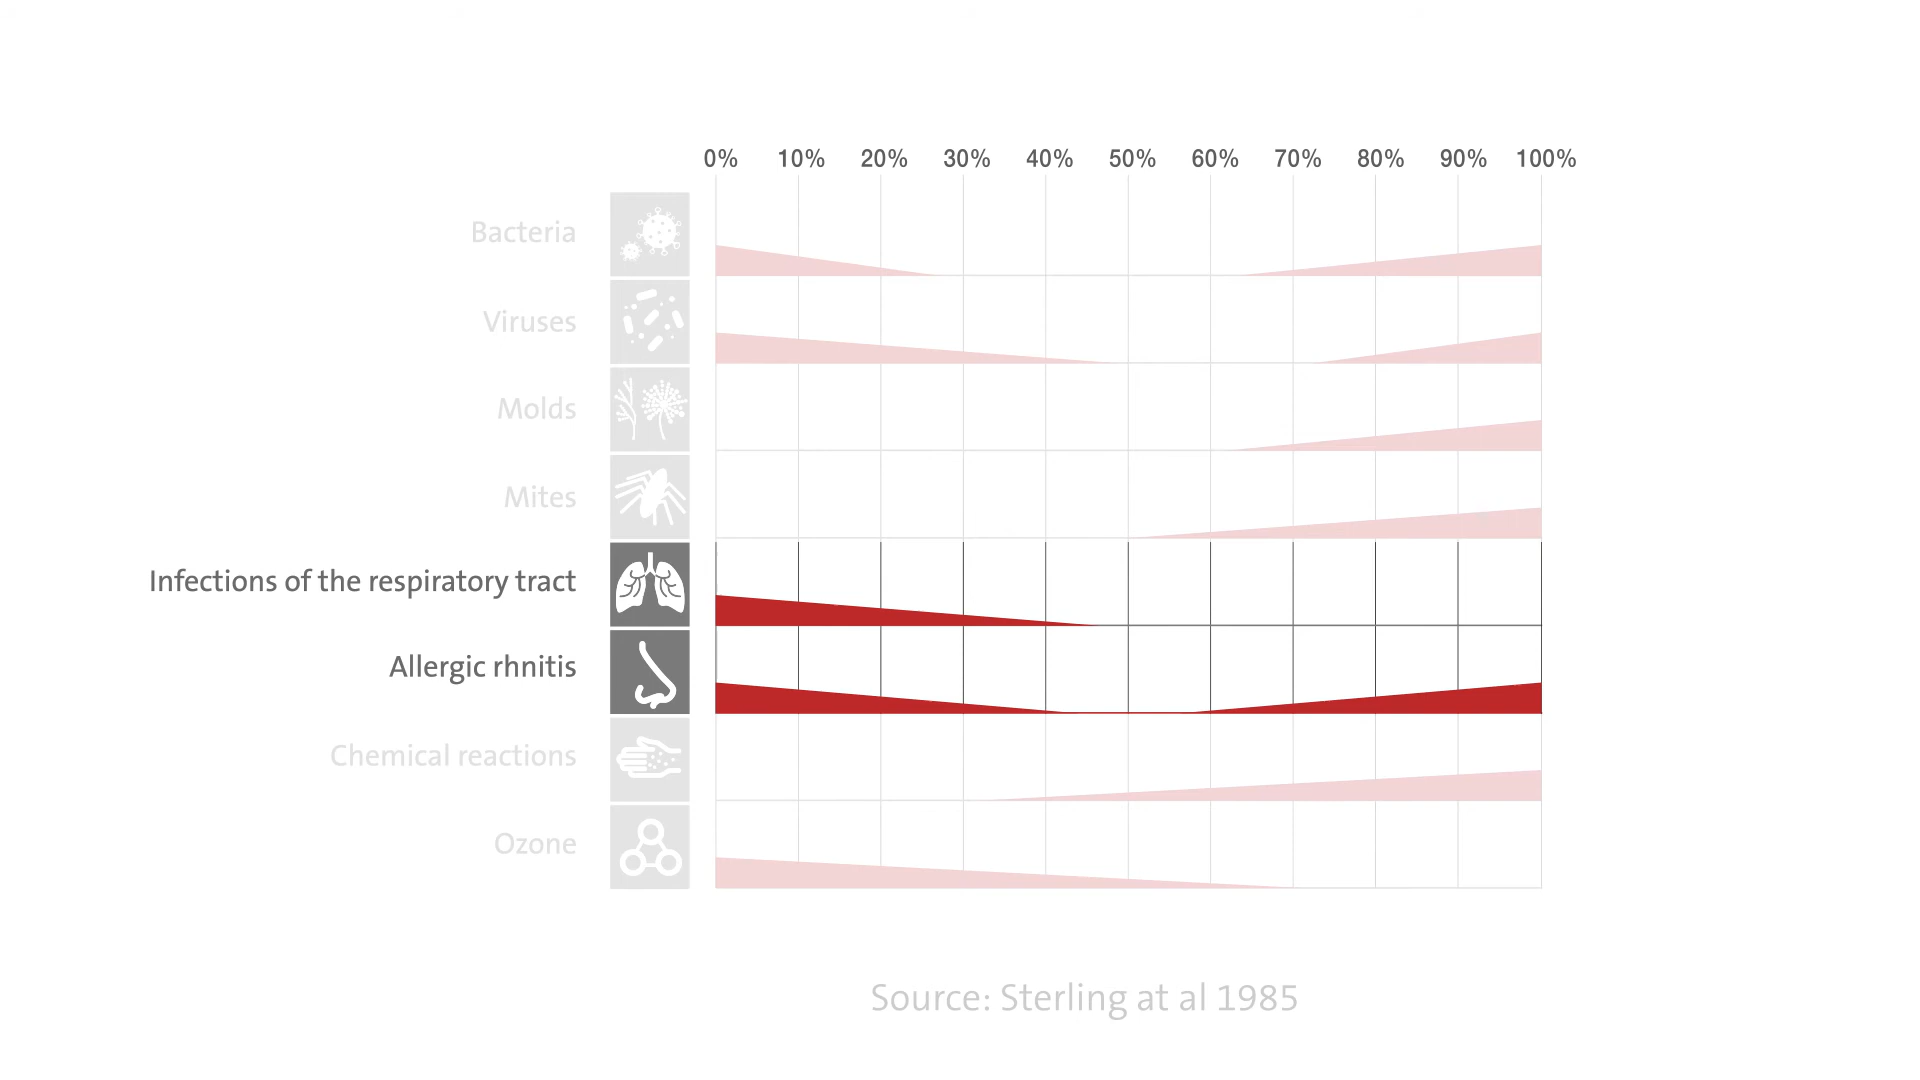 0% 10% 20% 30% 40% 50% 60% 70% 80% 90% 100%
Bacteria
Viruses
Molds
Mites
Infections of the respiratory tract
Allergic rhnitis
Chemical reactions
Ozone
Source: Sterling at al 1985